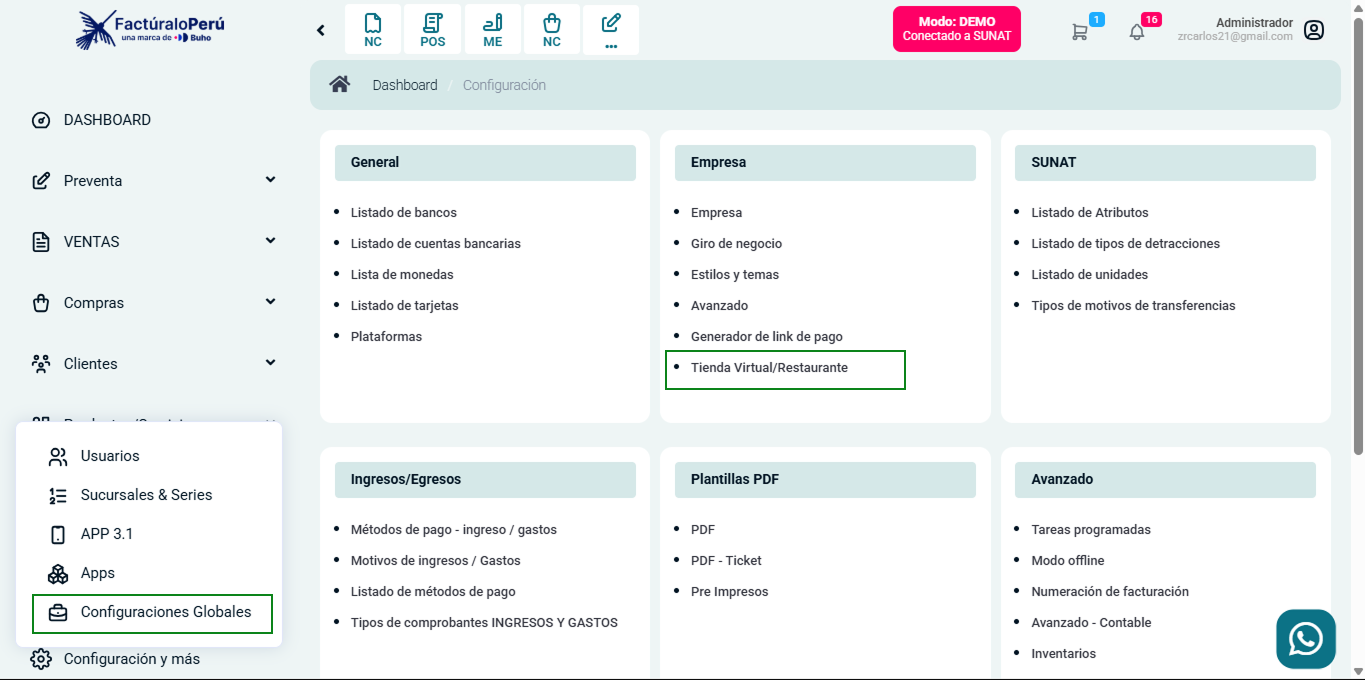 FactúraloPerú
una marca de Buho
NC
POS
ME
NC
...
Modo: DEMO
Conectado a SUNAT
1
16
Administrador
zrcarlos21@gmail.com
Dashboard / Configuración
DASHBOARD
Preventa
VENTAS
Compras
Clientes
Usuarios
Sucursales & Series
APP 3.1
Apps
Configuraciones Globales
Configuración y más
General
Listado de bancos
Listado de cuentas bancarias
Lista de monedas
Listado de tarjetas
Plataformas
Empresa
Empresa
Giro de negocio
Estilos y temas
Avanzado
Generador de link de pago
Tienda Virtual/Restaurante
SUNAT
Listado de Atributos
Listado de tipos de detracciones
Listado de unidades
Tipos de motivos de transferencias
Ingresos/Egresos
Métodos de pago - ingreso / gastos
Motivos de ingresos / Gastos
Listado de métodos de pago
Tipos de comprobantes INGRESOS Y GASTOS
Plantillas PDF
PDF
PDF - Ticket
Pre Impresos
Avanzado
Tareas programadas
Modo offline
Numeración de facturación
Avanzado - Contable
Inventarios